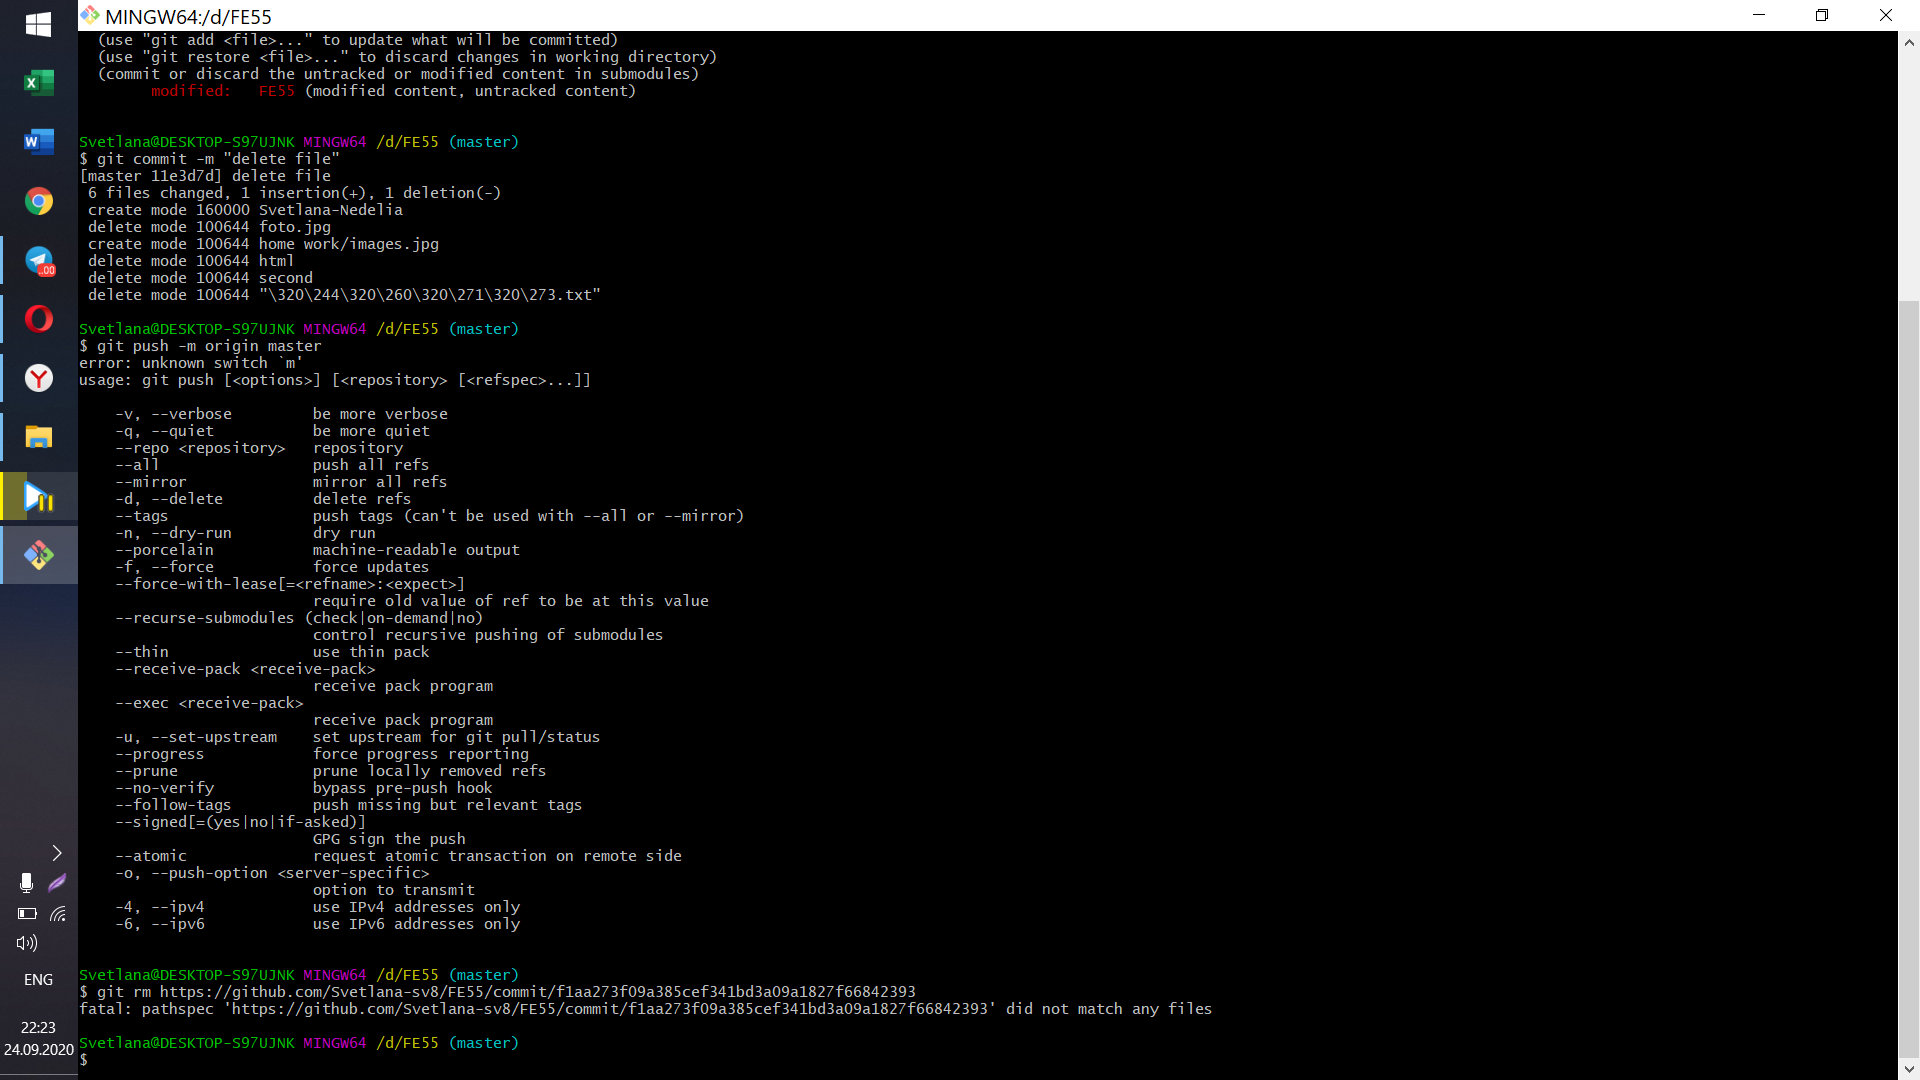 MINGW64:/d/FE55
(use "git add <file>..." to update what will be committed)
(use "git restore <file>..." to discard changes in working directory)
(commit or discard the untracked or modified content in submodules)
modified:   FE55 (modified content, untracked content)
Svetlana@DESKTOP-S97UJNK MINGW64 /d/FE55 (master)
$ git commit -m "delete file"
[master 11e3d7d] delete file
6 files changed, 1 insertion(+), 1 deletion(-)
create mode 160000 Svetlana-Nedelia
delete mode 100644 foto.jpg
create mode 100644 home work/images.jpg
delete mode 100644 html
delete mode 100644 second
delete mode 100644 "\320\244\320\260\320\271\320\273.txt"
Svetlana@DESKTOP-S97UJNK MINGW64 /d/FE55 (master)
$ git push -m origin master
error: unknown switch `m'
usage: git push [<options>] [<repository> [<refspec>...]]
-v, --verbose         be more verbose
-q, --quiet           be more quiet
--repo <repository>   repository
--all                 push all refs
--mirror              mirror all refs
-d, --delete          delete refs
--tags                push tags (can't be used with --all or --mirror)
-n, --dry-run         dry run
--porcelain           machine-readable output
-f, --force           force updates
--force-with-lease[=<refname>:<expect>]
require old value of ref to be at this value
--recurse-submodules (check|on-demand|no)
control recursive pushing of submodules
--thin                use thin pack
--receive-pack <receive-pack>
receive pack program
--exec <receive-pack>
receive pack program
-u, --set-upstream    set upstream for git pull/status
--progress            force progress reporting
--prune               prune locally removed refs
--no-verify           bypass pre-push hook
--follow-tags         push missing but relevant tags
--signed[=(yes|no|if-asked)]
GPG sign the push
--atomic              request atomic transaction on remote side
-o, --push-option <server-specific>
option to transmit
-4, --ipv4            use IPv4 addresses only
-6, --ipv6            use IPv6 addresses only
Svetlana@DESKTOP-S97UJNK MINGW64 /d/FE55 (master)
$ git rm https://github.com/Svetlana-sv8/FE55/commit/f1aa273f09a385cef341bd3a09a1827f66842393
fatal: pathspec 'https://github.com/Svetlana-sv8/FE55/commit/f1aa273f09a385cef341bd3a09a1827f66842393' did not match any files
Svetlana@DESKTOP-S97UJNK MINGW64 /d/FE55 (master)
$
X
W
.00
ENG
22:23
24.09.2020